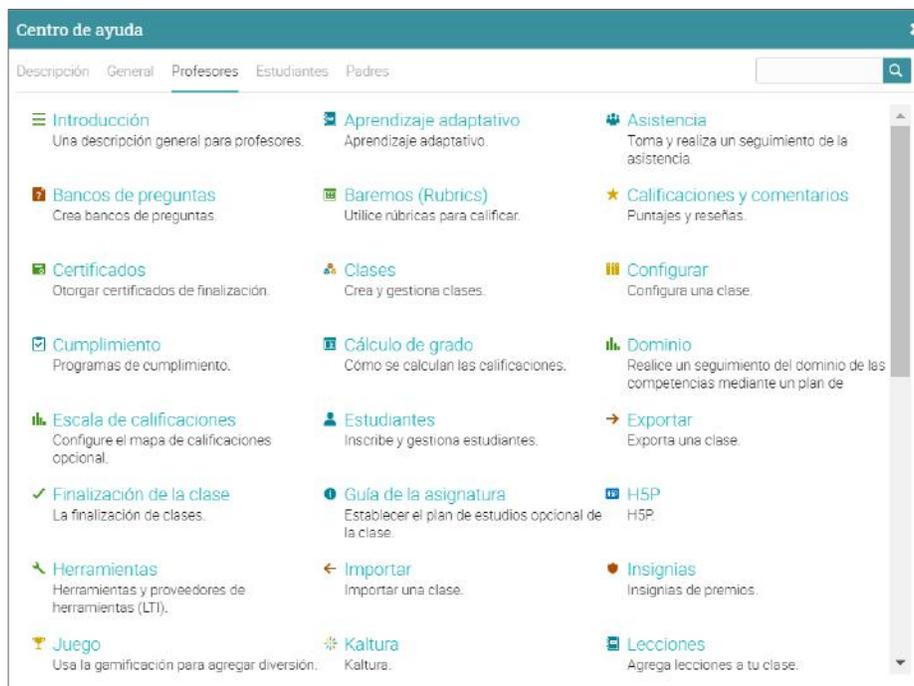 Centro de ayuda
Descripción General Profesores Estudiantes Padres
Introducción
Una descripción general para profesores.
Aprendizaje adaptativo
Aprendizaje adaptativo.
Asistencia
Toma y realiza un seguimiento de la
asistencia.
Bancos de preguntas
Crea bancos de preguntas.
Baremos (Rubrics)
Utilice rúbricas para calificar.
Calificaciones y comentarios
Puntajes y reseñas.
Certificados
Otorgar certificados de finalización.
Clases
Crea y gestiona clases.
Configurar
Configura una clase.
Cumplimiento
Programas de cumplimiento.
Cálculo de grado
Cómo se calculan las calificaciones.
Dominio
Realice un seguimiento del dominio de las
competencias mediante un plan de
Escala de calificaciones
Configure el mapa de calificaciones
opcional.
Estudiantes
Inscribe y gestiona estudiantes.
Exportar
Exporta una clase.
Finalización de la clase
La finalización de clases.
Guía de la asignatura
Establecer el plan de estudios opcional de
la clase.
H5P
H5P.
Herramientas
Herramientas y proveedores de
herramientas (LTI).
Importar
Importar una clase.
Insignias
Insignias de premios.
Juego
Usa la gamificación para agregar diversión.
Kaltura
Kaltura.
Lecciones
Agrega lecciones a tu clase.